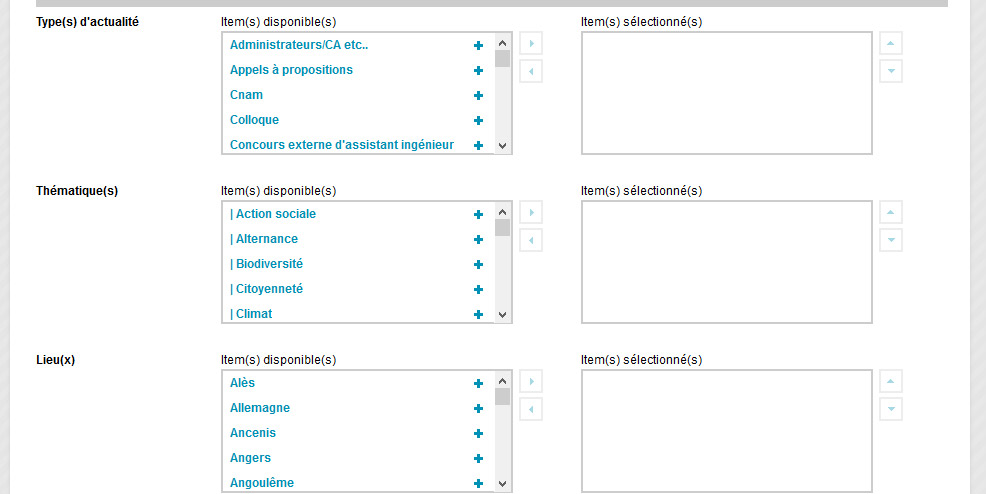 Type(s) d'actualité
Item(s) disponible(s)
Item(s) sélectionné(s)
Administrateurs/CA etc..
Appels à propositions
Cnam
Colloque
Concours externe d'assistant ingénieur
Thématique(s)
Item(s) disponible(s)
Item(s) sélectionné(s)
| Action sociale
| Alternance
| Biodiversité
| Citoyenneté
| Climat
Lieu(x)
Item(s) disponible(s)
Item(s) sélectionné(s)
Alès
Allemagne
Ancenis
Angers
Angoulême